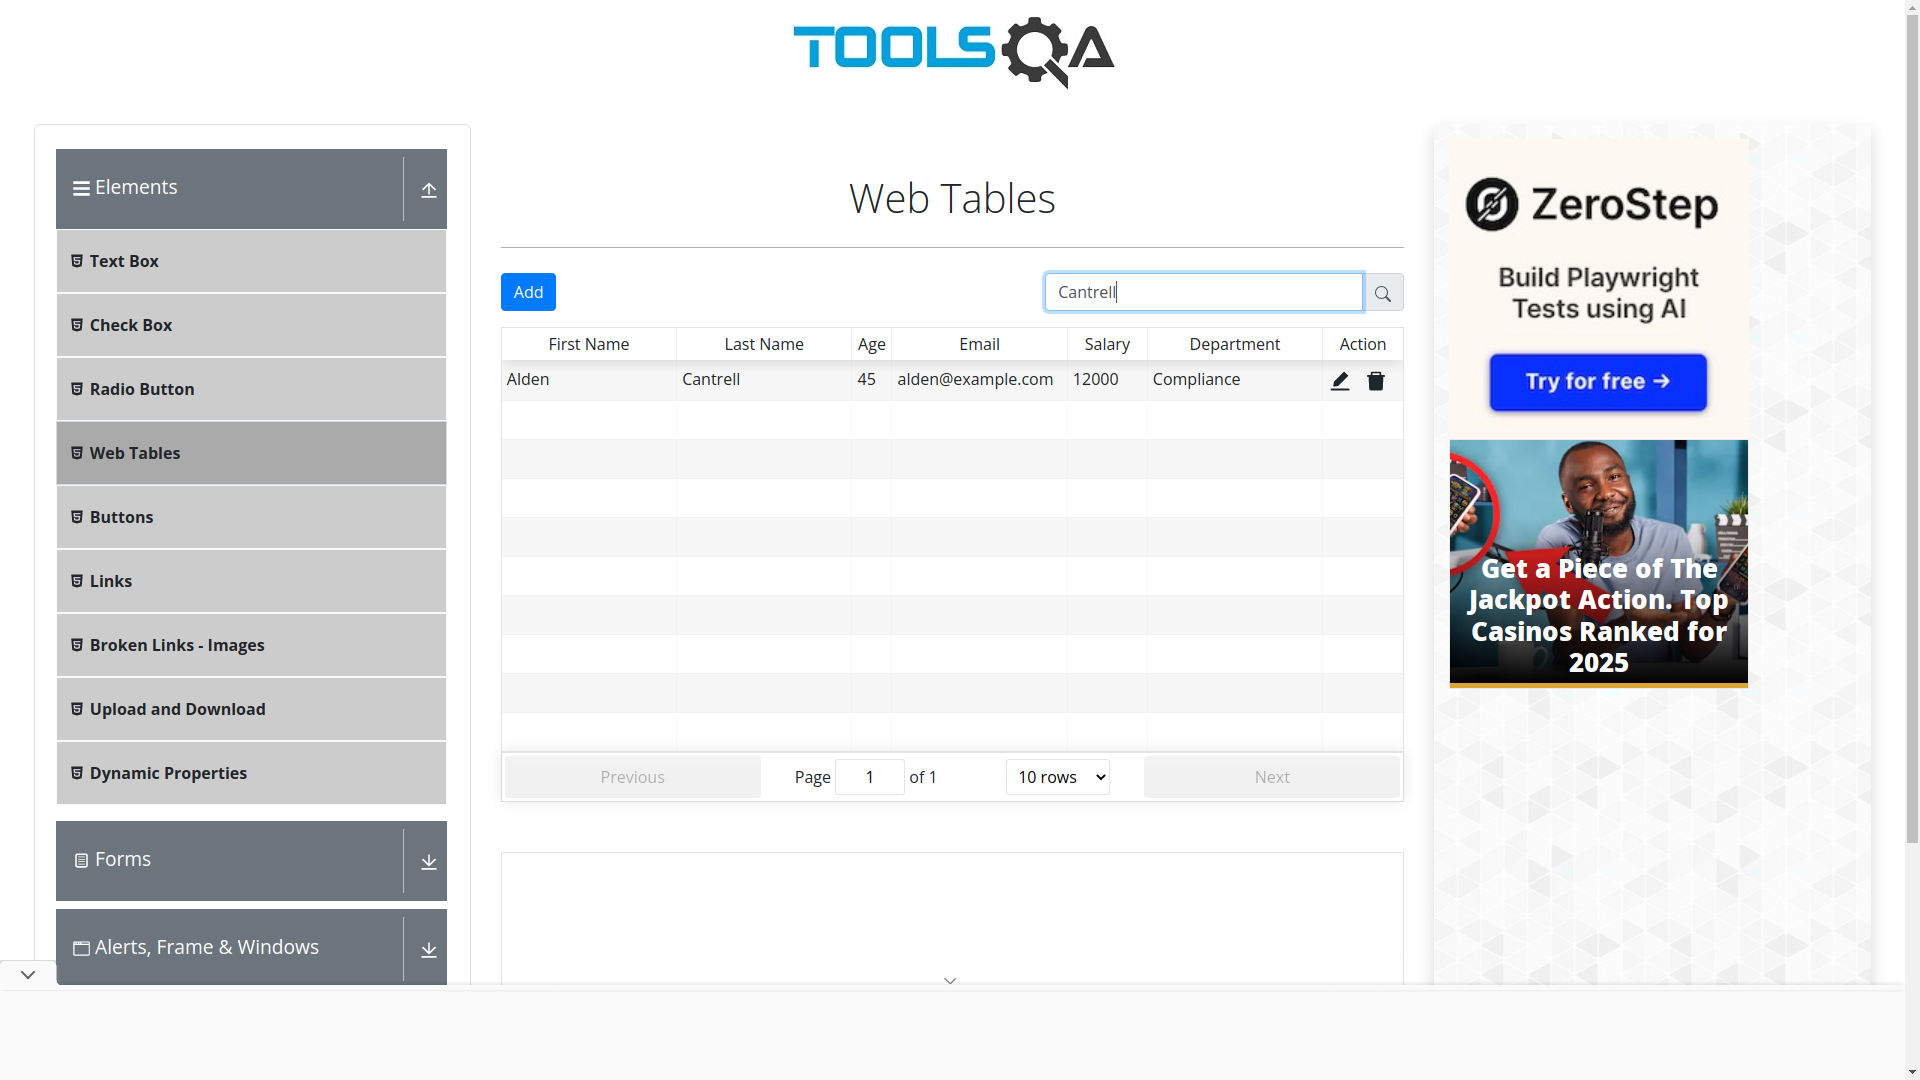 TOOLSQA
Elements
Text Box
Check Box
Radio Button
Web Tables
Buttons
Links
Broken Links - Images
Upload and Download
Dynamic Properties
Forms
Alerts, Frame & Windows
Web Tables
Add
Cantrell
First Name Last Name Age Email Salary Department Action
Alden Cantrell 45 alden@example.com 12000 Compliance
Previous Page 1 of 1 10 rows Next
ZeroStep
Build Playwright
Tests using AI
Try for free →
Get a Piece of The
Jackpot Action. Top
Casinos Ranked for
2025